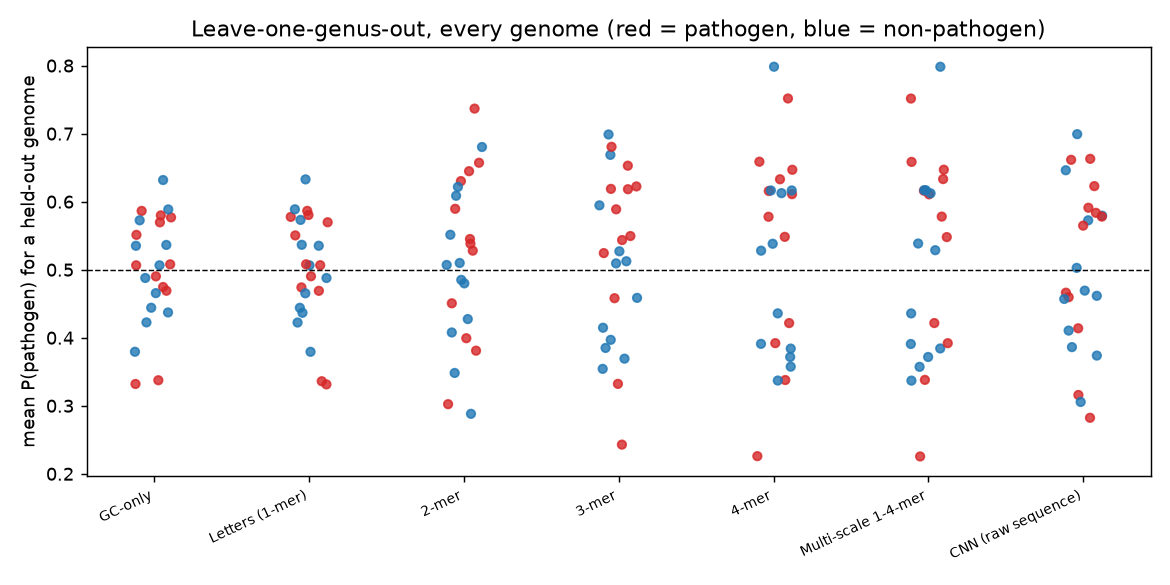 Leave-one-genus-out, every genome (red = pathogen, blue = non-pathogen)
mean P(pathogen) for a held-out genome
0.8
0.7
0.6
0.5
0.4
0.3
0.2
GC-only
Letters (1-mer)
2-mer
3-mer
4-mer
Multi-scale 1-4-mer
CNN (raw sequence)